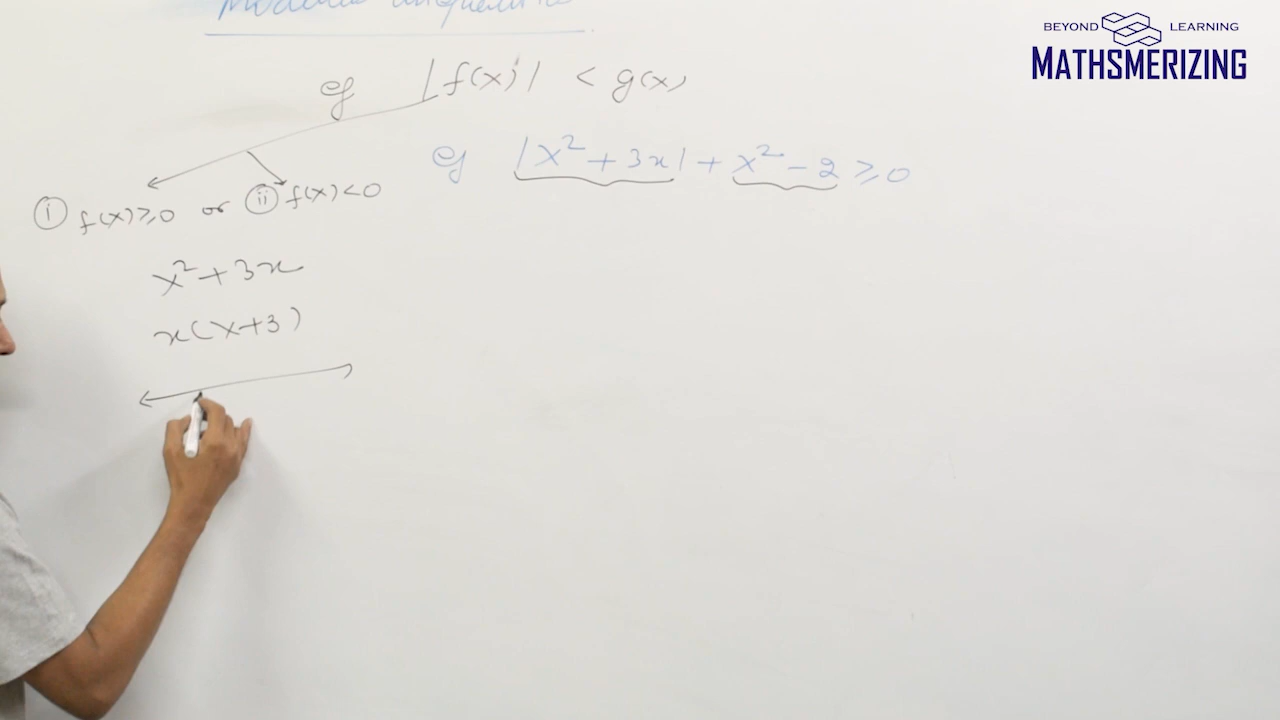 BEYOND LEARNING
MATHSMERIZING
eg |f(x)| < g(x)
eg |x² + 3x| + x² - 2 ≥ 0
(i) f(x) ≥ 0 or (ii) f(x) < 0
x² + 3x
x(x+3)